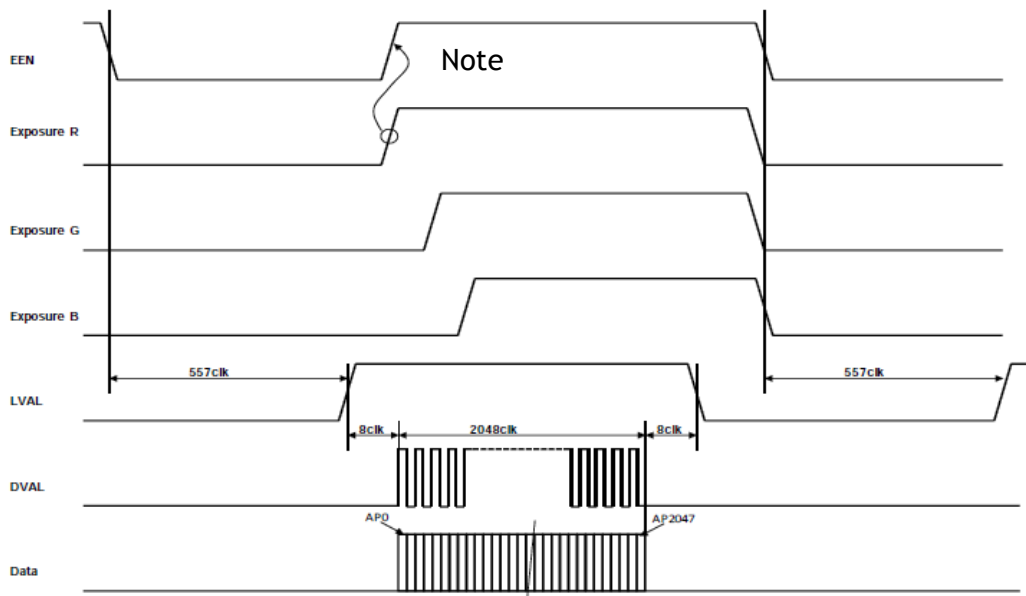 EEN
Note
Exposure R
Exposure G
Exposure B
557clk
557clk
LVAL
8clk
2048clk
8clk
DVAL
AP0
AP2047
Data